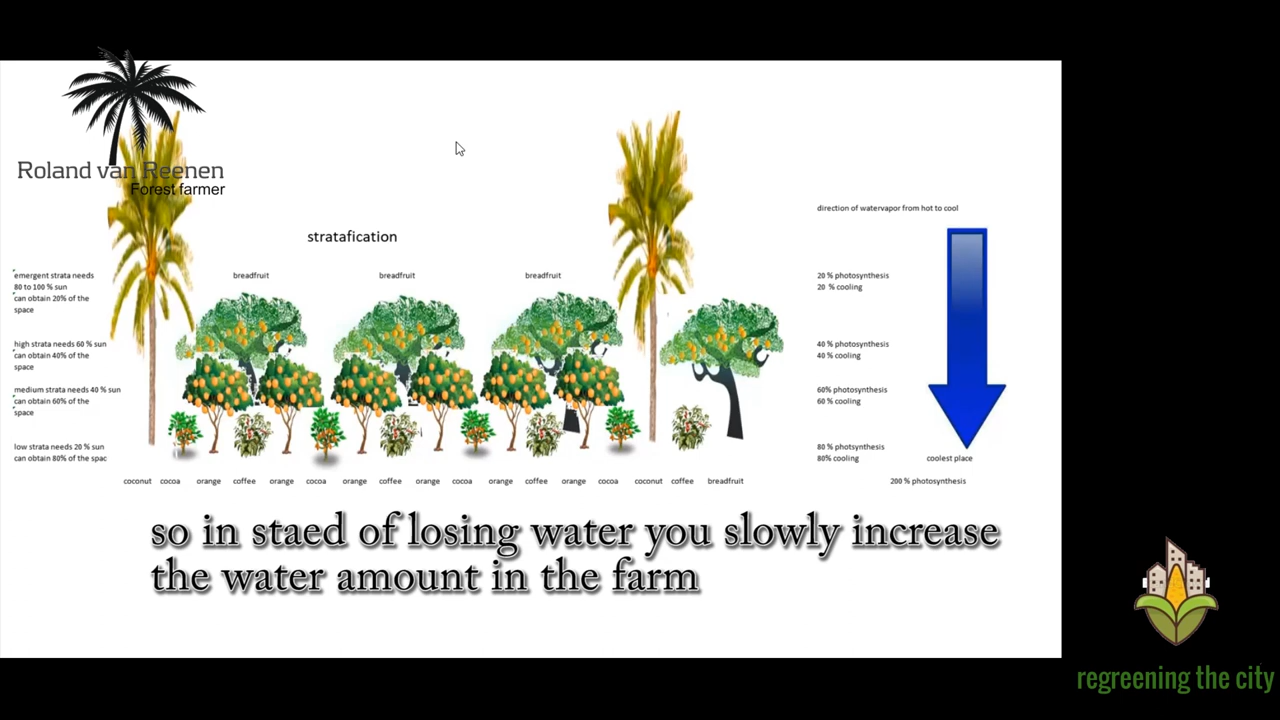 Roland van Reenen
Forest farmer
direction of watervapor from hot to cool
stratafication
emergent strata needs
80 to 100 % sun
can obtain 20% of the
space
breadfruit breadfruit breadfruit
20 % photosynthesis
20 % cooling
high strata needs 60 % sun
can obtain 40% of the
space
40 % photosynthesis
40 % cooling
medium strata needs 40 % sun
can obtain 60% of the
space
60% photosynthesis
60 % cooling
low strata needs 20 % sun
can obtain 80% of the spac
80 % photsynthesis
80% cooling
coolest place
coconut cocoa orange coffee orange cocoa orange coffee orange cocoa orange coffee orange cocoa coconut coffee breadfruit
200 % photosynthesis
so in staed of losing water you slowly increase
the water amount in the farm
regreening the city